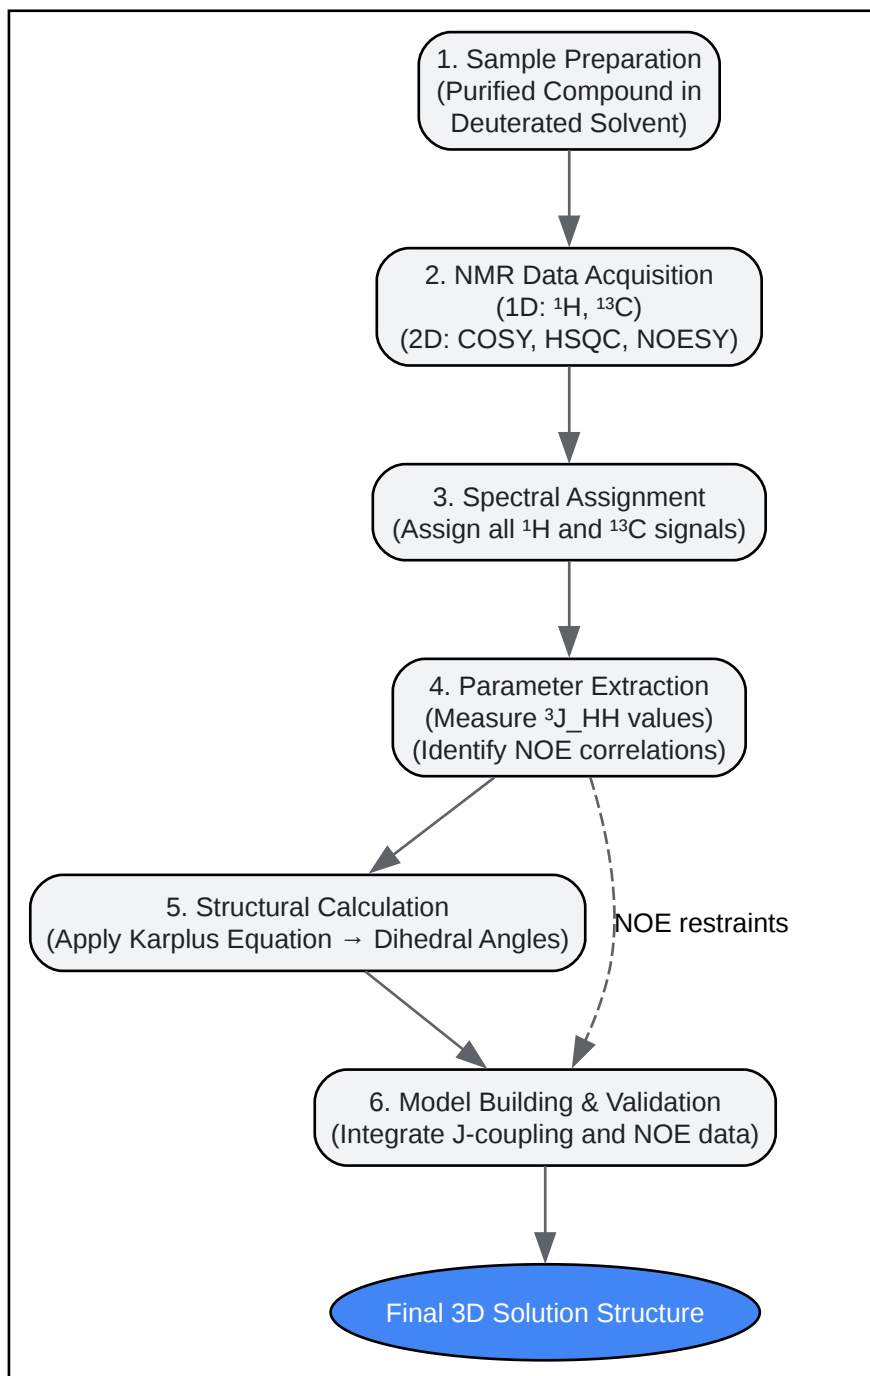 1. Sample Preparation
(Purified Compound in
Deuterated Solvent)
2. NMR Data Acquisition
(1D: ¹H, ¹³C)
(2D: COSY, HSQC, NOESY)
3. Spectral Assignment
(Assign all ¹H and ¹³C signals)
4. Parameter Extraction
(Measure ³J_HH values)
(Identify NOE correlations)
5. Structural Calculation
(Apply Karplus Equation → Dihedral Angles)
NOE restraints
6. Model Building & Validation
(Integrate J-coupling and NOE data)
Final 3D Solution Structure